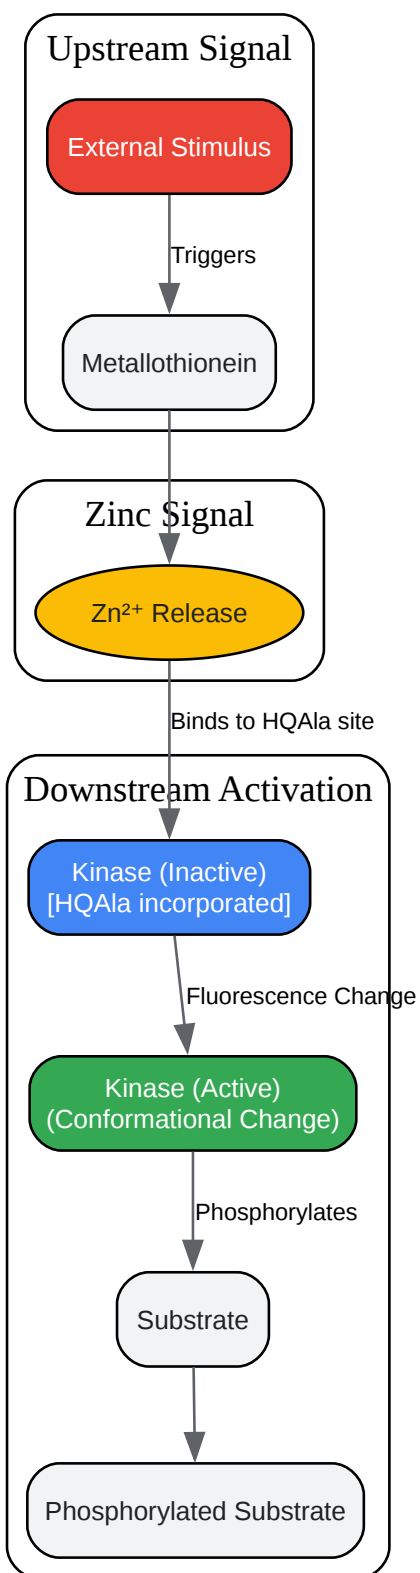 Upstream Signal
External Stimulus
Triggers
Metallothionein
Zinc Signal
Zn²⁺ Release
Binds to HQAla site
Downstream Activation
Kinase (Inactive)
[HQAla incorporated]
Fluorescence Change
Kinase (Active)
(Conformational Change)
Phosphorylates
Substrate
Phosphorylated Substrate